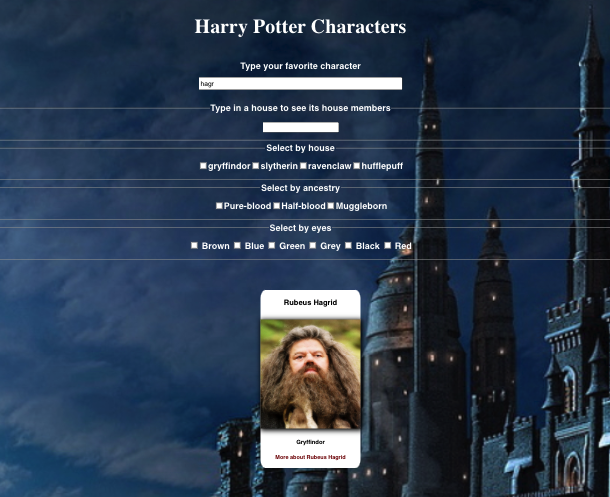 Harry Potter Characters
Type your favorite character
hagr
Type in a house to see its house members
Select by house
gryffindor slytherin ravenclaw hufflepuff
Select by ancestry
Pure-blood Half-blood Muggleborn
Select by eyes
Brown Blue Green Grey Black Red
Rubeus Hagrid
Gryffindor
More about Rubeus Hagrid